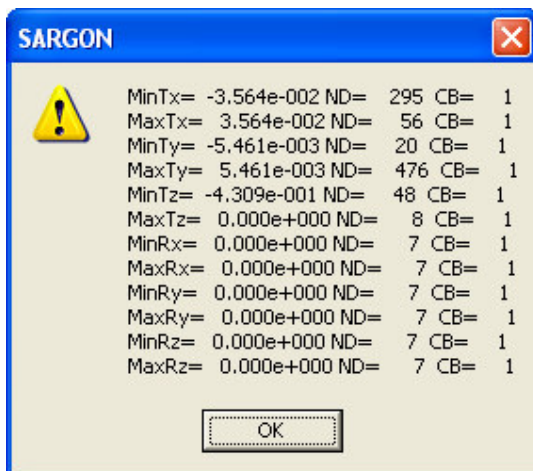 SARGON
MinTx= -3.564e-002 ND= 295 CB= 1
MaxTx= 3.564e-002 ND= 56 CB= 1
MinTy= -5.461e-003 ND= 20 CB= 1
MaxTy= 5.461e-003 ND= 476 CB= 1
MinTz= -4.309e-001 ND= 48 CB= 1
MaxTz= 0.000e+000 ND= 8 CB= 1
MinRx= 0.000e+000 ND= 7 CB= 1
MaxRx= 0.000e+000 ND= 7 CB= 1
MinRy= 0.000e+000 ND= 7 CB= 1
MaxRy= 0.000e+000 ND= 7 CB= 1
MinRz= 0.000e+000 ND= 7 CB= 1
MaxRz= 0.000e+000 ND= 7 CB= 1
OK